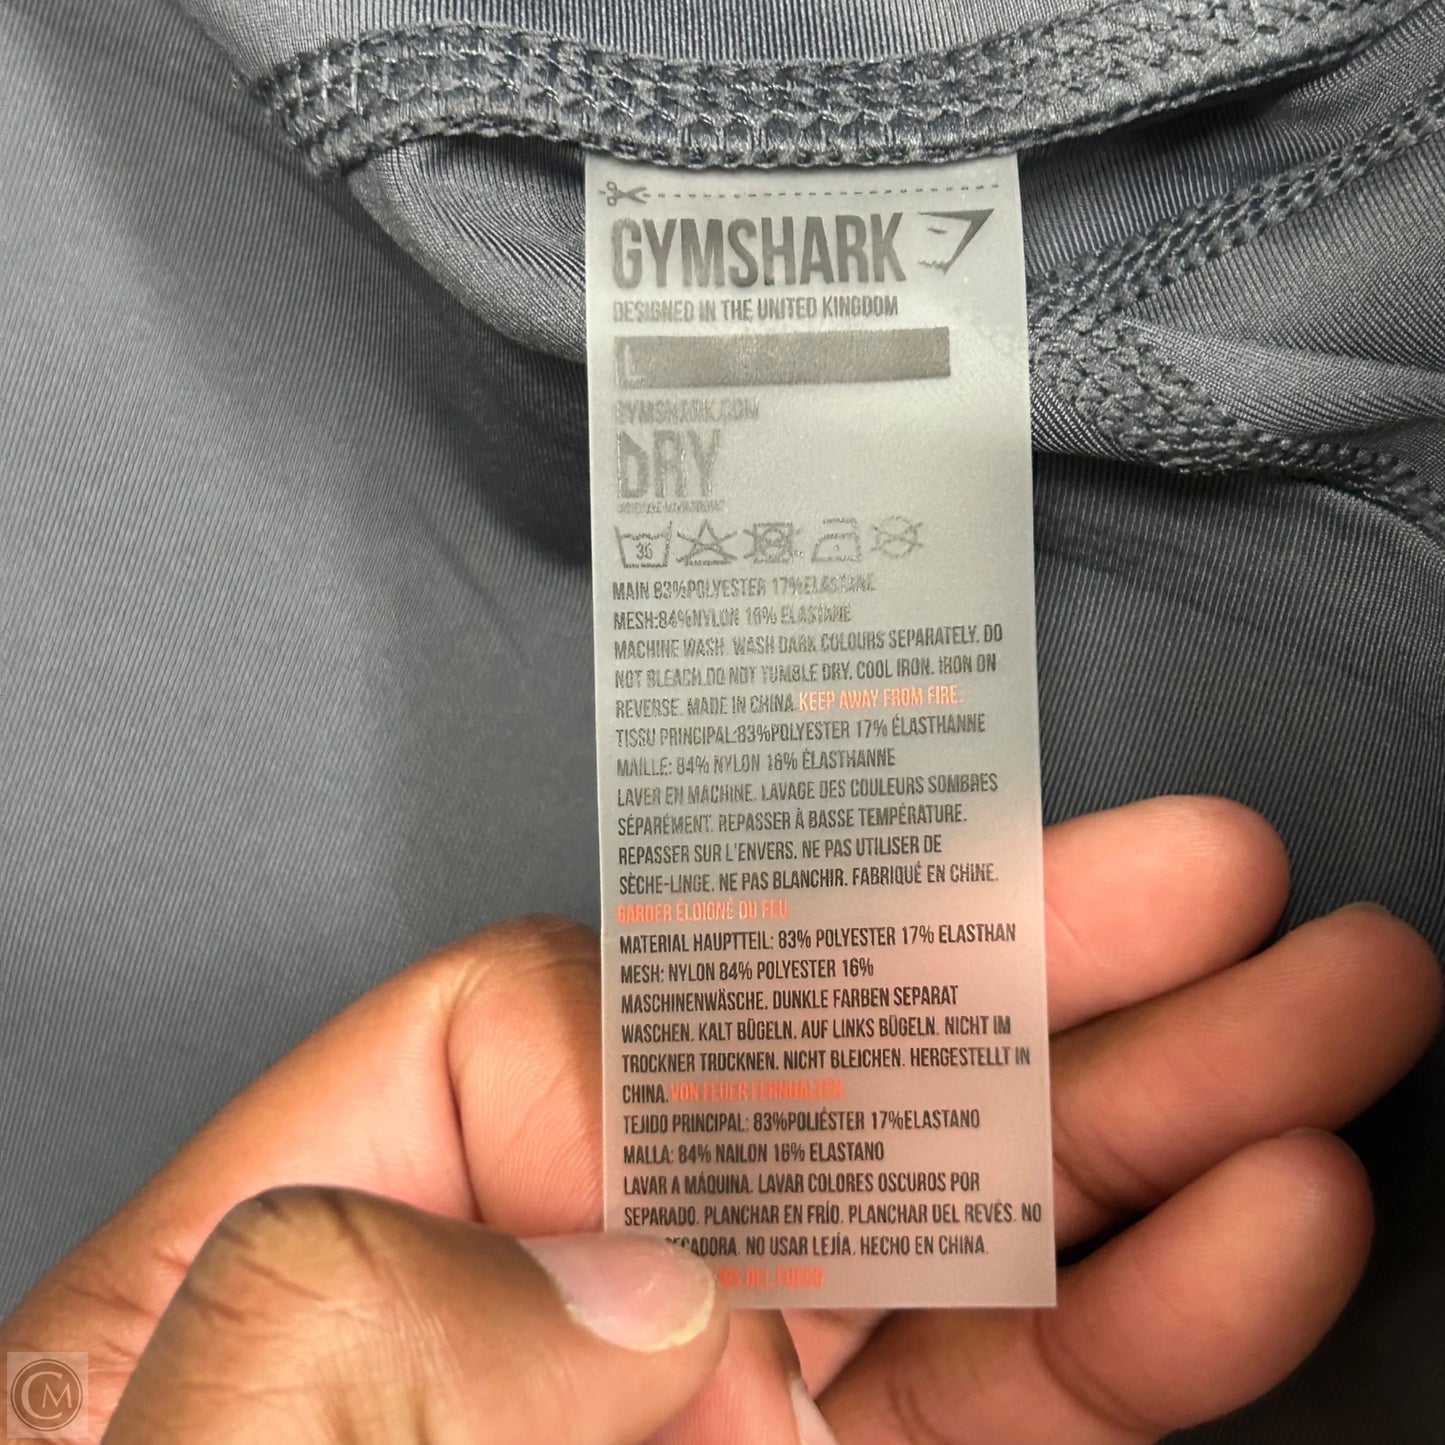 GYMSHARK
DESIGNED IN THE UNITED KINGDOM
L
GYMSHARK.COM
DRY
36
MAIN 83%POLYESTER 17%ELASTANE
MESH:84%NYLON 16% ELASTANE
MACHINE WASH. WASH DARK COLOURS SEPARATELY. DO
NOT BLEACH.DO NOT TUMBLE DRY. COOL IRON. IRON ON
REVERSE. MADE IN CHINA.KEEP AWAY FROM FIRE.
TISSU PRINCIPAL:83%POLYESTER 17% ÉLASTHANNE
MAILLE: 84% NYLON 16% ÉLASTHANNE
LAVER EN MACHINE. LAVAGE DES COULEURS SOMBRES
SÉPARÉMENT. REPASSER À BASSE TEMPÉRATURE.
REPASSER SUR L'ENVERS. NE PAS UTILISER DE
SÈCHE-LINGE. NE PAS BLANCHIR. FABRIQUÉ EN CHINE.
GARDER ÉLOIGNÉ DU FEU
MATERIAL HAUPTTEIL: 83% POLYESTER 17% ELASTHAN
MESH: NYLON 84% POLYESTER 16%
MASCHINENWÄSCHE. DUNKLE FARBEN SEPARAT
WASCHEN. KALT BÜGELN. AUF LINKS BÜGELN. NICHT IM
TROCKNER TROCKNEN. NICHT BLEICHEN. HERGESTELLT IN
CHINA.VON FEUER FERNHALTEN
TEJIDO PRINCIPAL: 83%POLIÉSTER 17%ELASTANO
MALLA: 84% NAILON 16% ELASTANO
LAVAR A MÁQUINA. LAVAR COLORES OSCUROS POR
SEPARADO. PLANCHAR EN FRÍO. PLANCHAR DEL REVÉS. NO
SECADORA. NO USAR LEJÍA. HECHO EN CHINA.
DEL FUEGO
CM